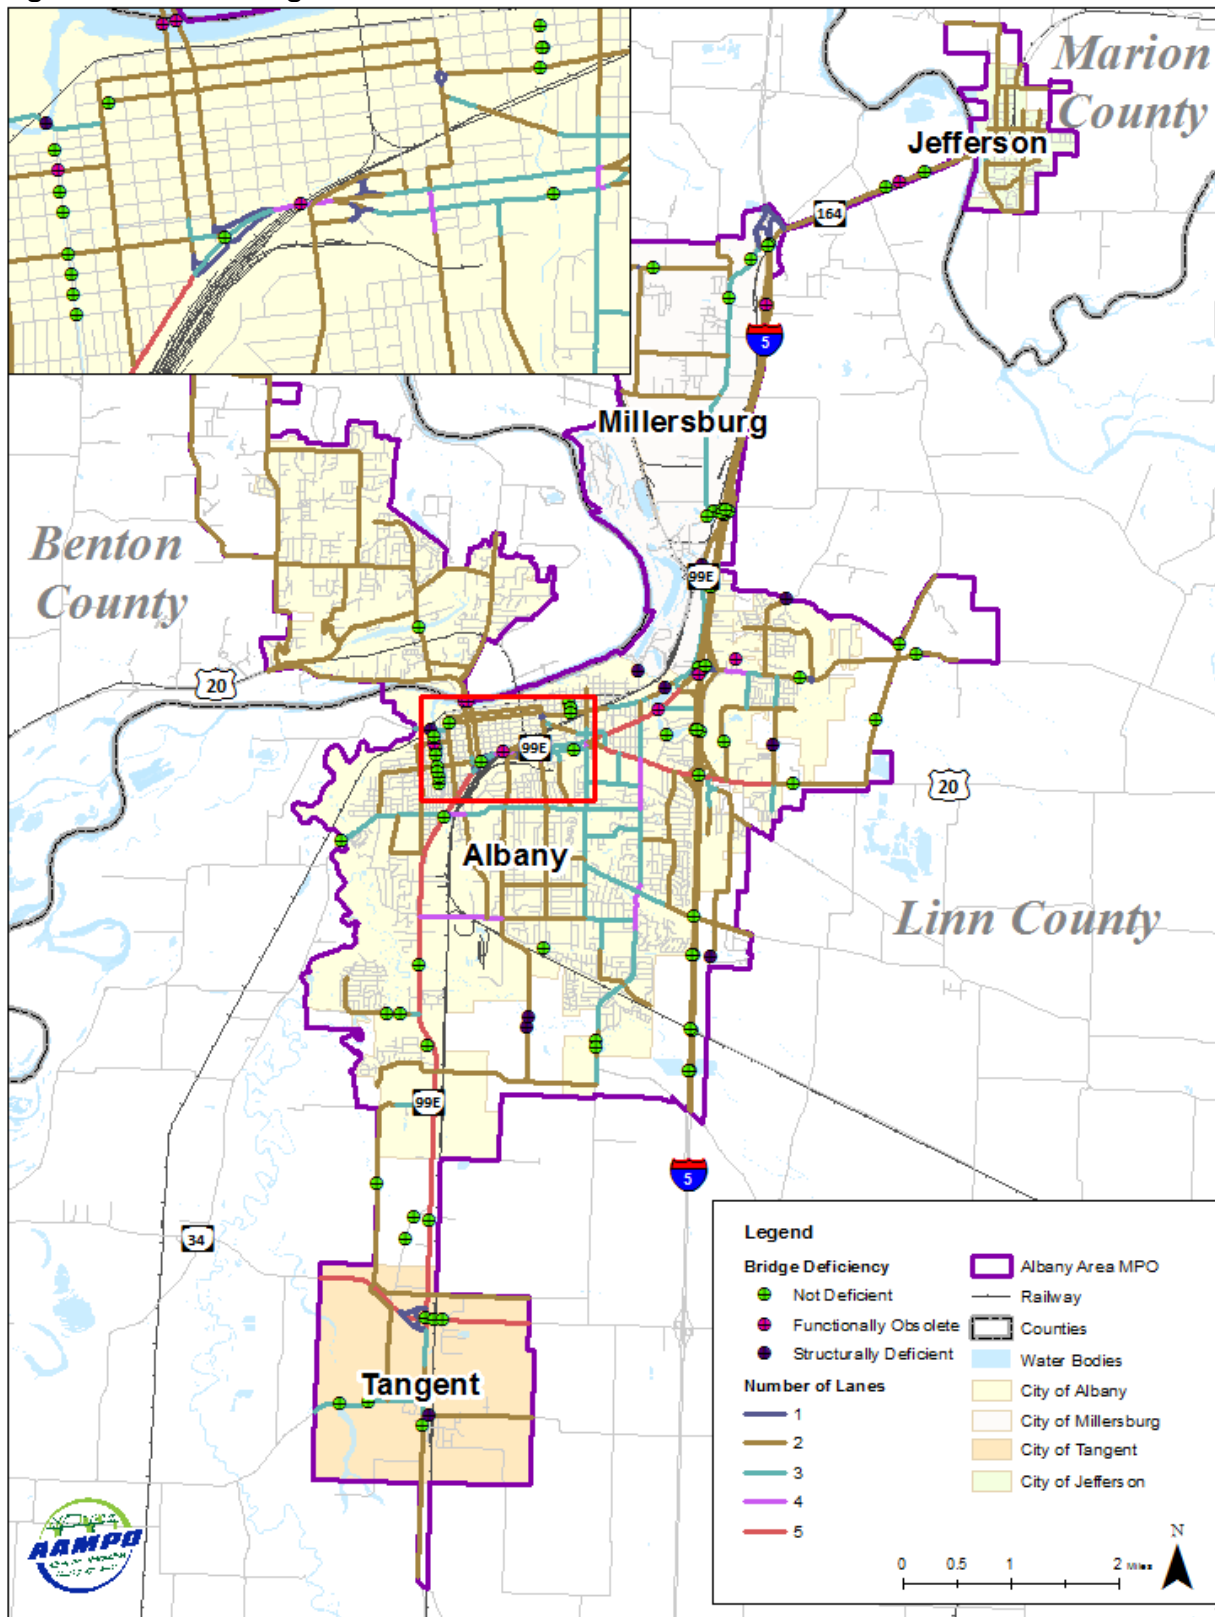 Marion
County
Jefferson
164
5
Millersburg
Benton
County
99E
20
99E
20
Albany
Linn County
99E
5
34
Tangent
Legend
Bridge Deficiency
Not Deficient
Functionally Obsolete
Structurally Deficient
Number of Lanes
1
2
3
4
5
Albany Area MPO
Railway
Counties
Water Bodies
City of Albany
City of Millersburg
City of Tangent
City of Jefferson
N
0 0.5 1 2 Miles
AAMPO